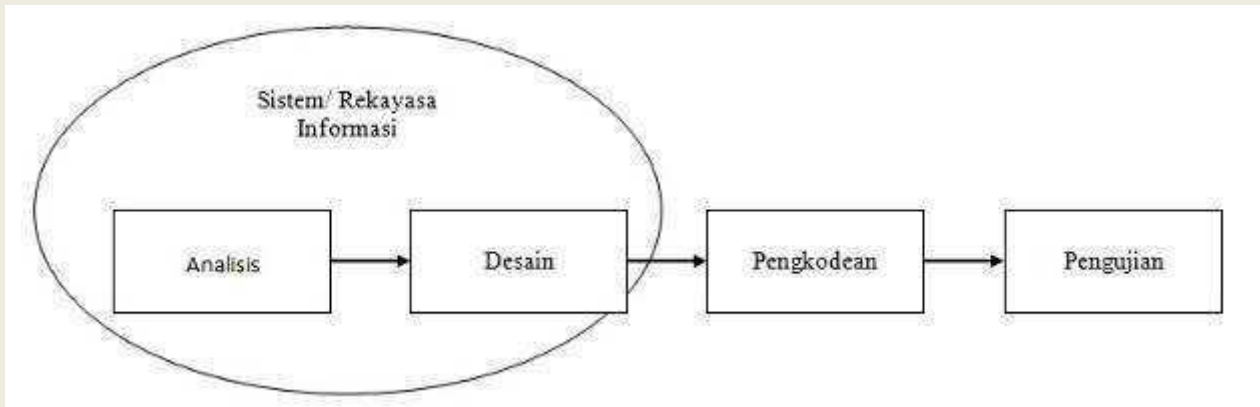 Sistem/ Rekayasa
Informasi
Analisis
Desain
Pengkodean
Pengujian